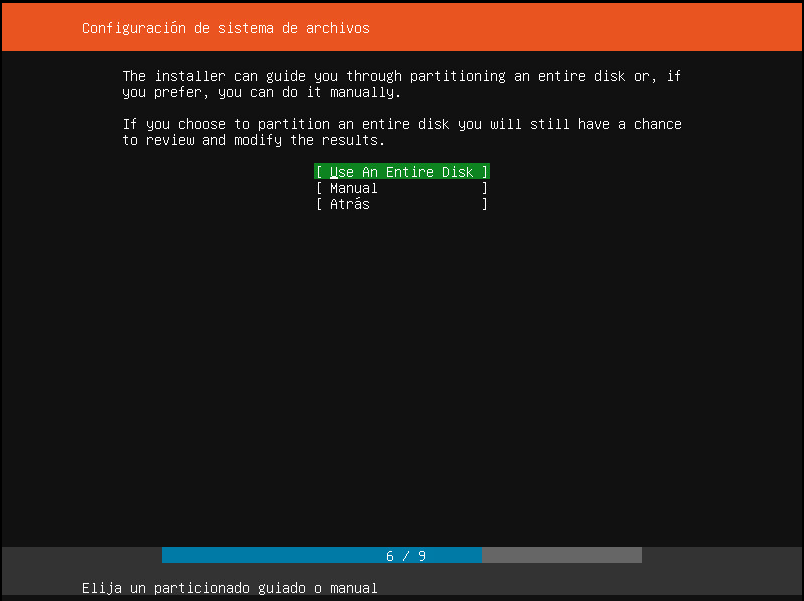 Configuración de sistema de archivos
The installer can guide you through partitioning an entire disk or, if
you prefer, you can do it manually.
If you choose to partition an entire disk you will still have a chance
to review and modify the results.
[ Use An Entire Disk ]
[ Manual ]
[ Atrás ]
6 / 9
Elija un particionado guiado o manual